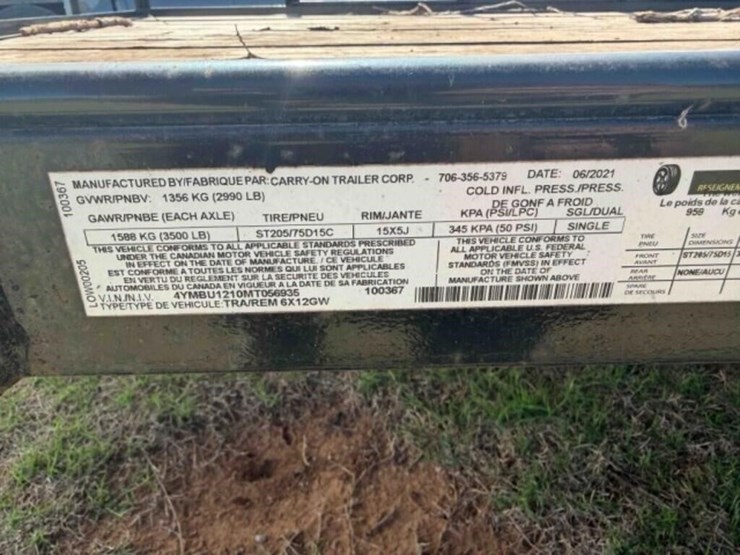 MANUFACTURED BY/FABRIQUE PAR: CARRY-ON TRAILER CORP. - 706-356-5379 DATE: 06/2021
GVWR/PNBV: 1356 KG (2990 LB) COLD INFL. PRESS./PRESS.
DE GONF A FROID
GAWR/PNBE (EACH AXLE) TIRE/PNEU RIM/JANTE KPA (PSI/LPC) SGL/DUAL
1588 KG (3500 LB) ST205/75D15C 15X5J 345 KPA (50 PSI) SINGLE
THIS VEHICLE CONFORMS TO ALL APPLICABLE STANDARDS PRESCRIBED
UNDER THE CANADIAN MOTOR VEHICLE SAFETY REGULATIONS
IN EFFECT ON THE DATE OF MANUFACTURE. / CE VEHICULE
EST CONFORME A TOUTES LES NORMES QUI LUI SONT APPLICABLES
EN VERTU DU REGLEMENT SUR LA SECURITE DES VEHICULES
AUTOMOBILES DU CANADA EN VIGUEUR A LA DATE DE SA FABRICATION
V.I.N./N.I.V. 4YMBU1210MT056935 100367
TYPE/TYPE DE VEHICULE: TRA/REM 6X12GW
THIS VEHICLE CONFORMS TO
ALL APPLICABLE U.S. FEDERAL
MOTOR VEHICLE SAFETY
STANDARDS (FMVSS) IN EFFECT
ON THE DATE OF
MANUFACTURE SHOWN ABOVE
100367
LOW00205
Le poids de la
959 Kg
TIRE
PNEU
SIZE
DIMENSIONS
FRONT
AVANT
ST205/75D15
REAR
ARRIERE
NONE/AUCU
SPARE
DE SECOURS